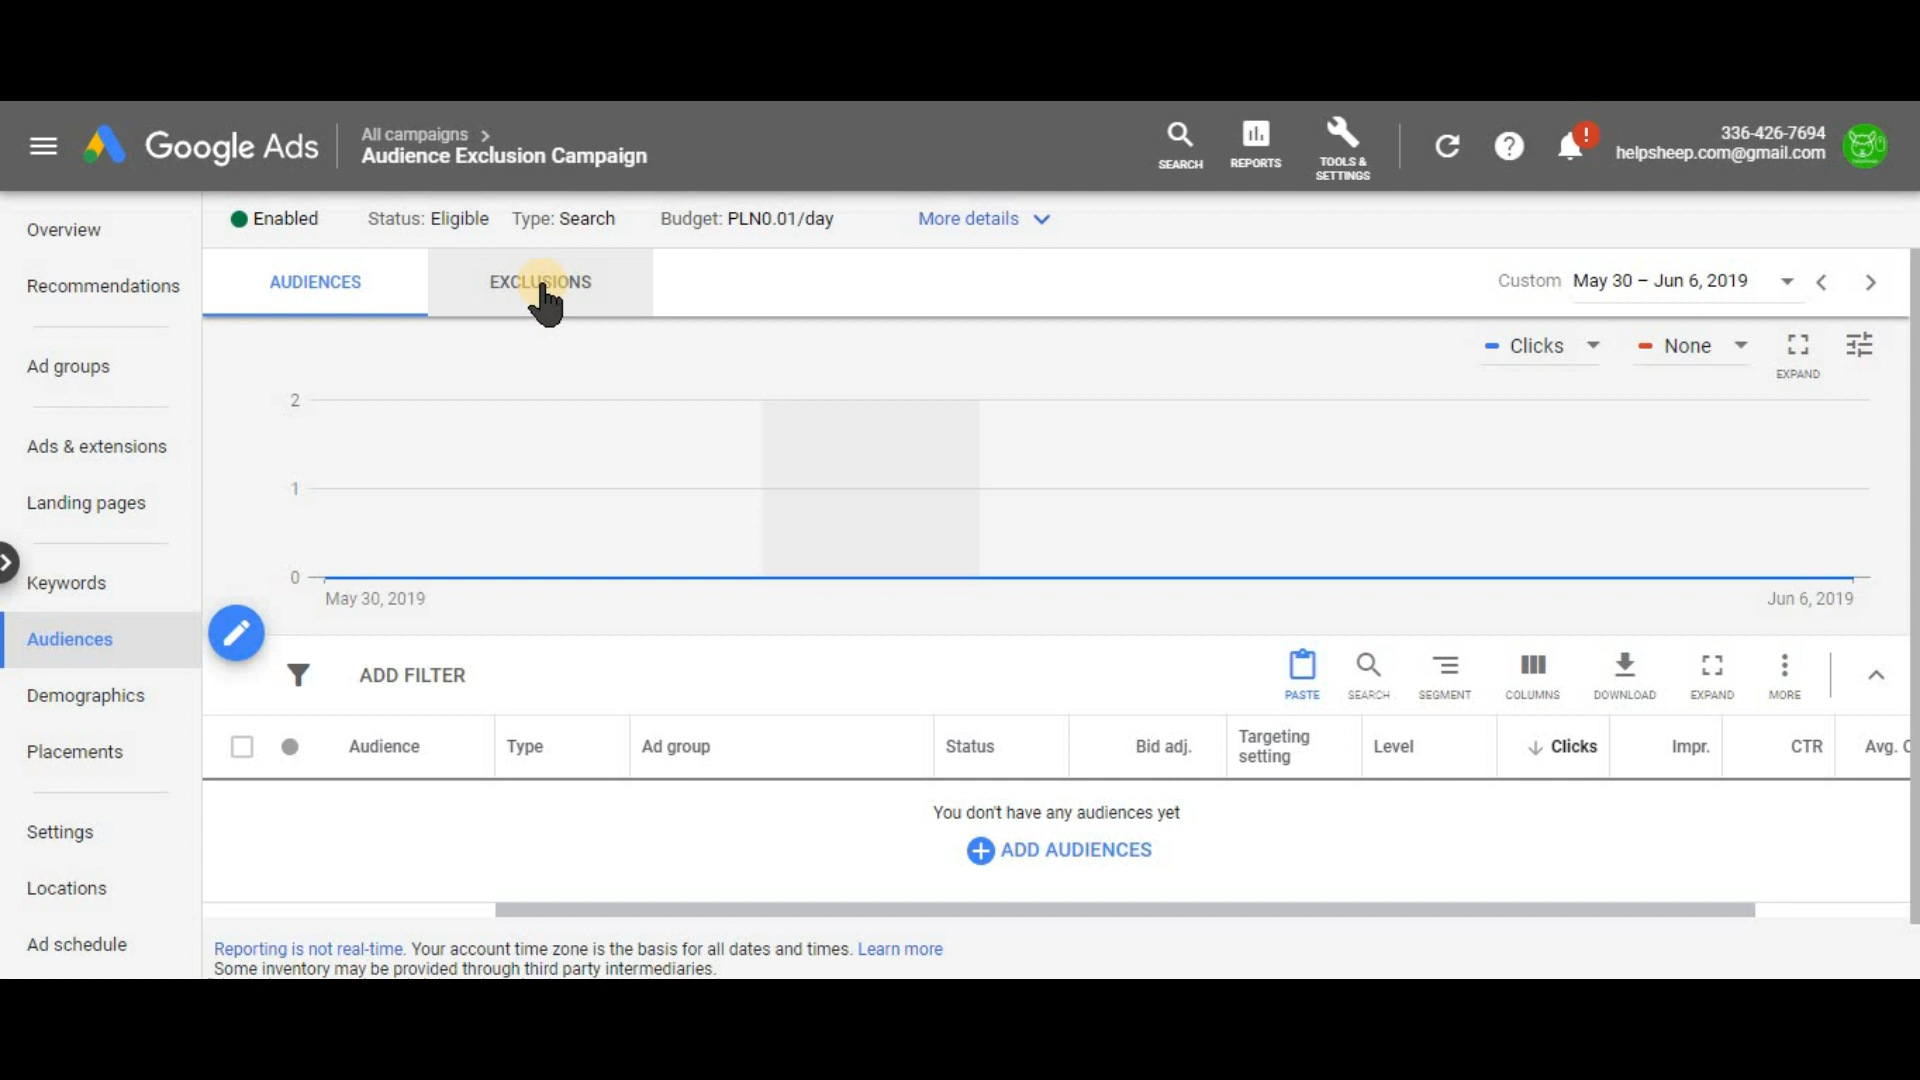 Google Ads
All campaigns >
Audience Exclusion Campaign
SEARCH
REPORTS
TOOLS &
SETTINGS
!
336-426-7694
helpsheep.com@gmail.com
Overview
Recommendations
Ad groups
Ads & extensions
Landing pages
Keywords
Audiences
Demographics
Placements
Settings
Locations
Ad schedule
Enabled Status: Eligible Type: Search Budget: PLN0.01/day More details
AUDIENCES EXCLUSIONS
Custom May 30 – Jun 6, 2019
Clicks None
EXPAND
2
1
0
May 30, 2019 Jun 6, 2019
ADD FILTER
PASTE SEARCH SEGMENT COLUMNS DOWNLOAD EXPAND MORE
Audience Type Ad group Status Bid adj. Targeting setting Level Clicks Impr. CTR Avg. C
You don't have any audiences yet
ADD AUDIENCES
Reporting is not real-time. Your account time zone is the basis for all dates and times. Learn more
Some inventory may be provided through third party intermediaries.